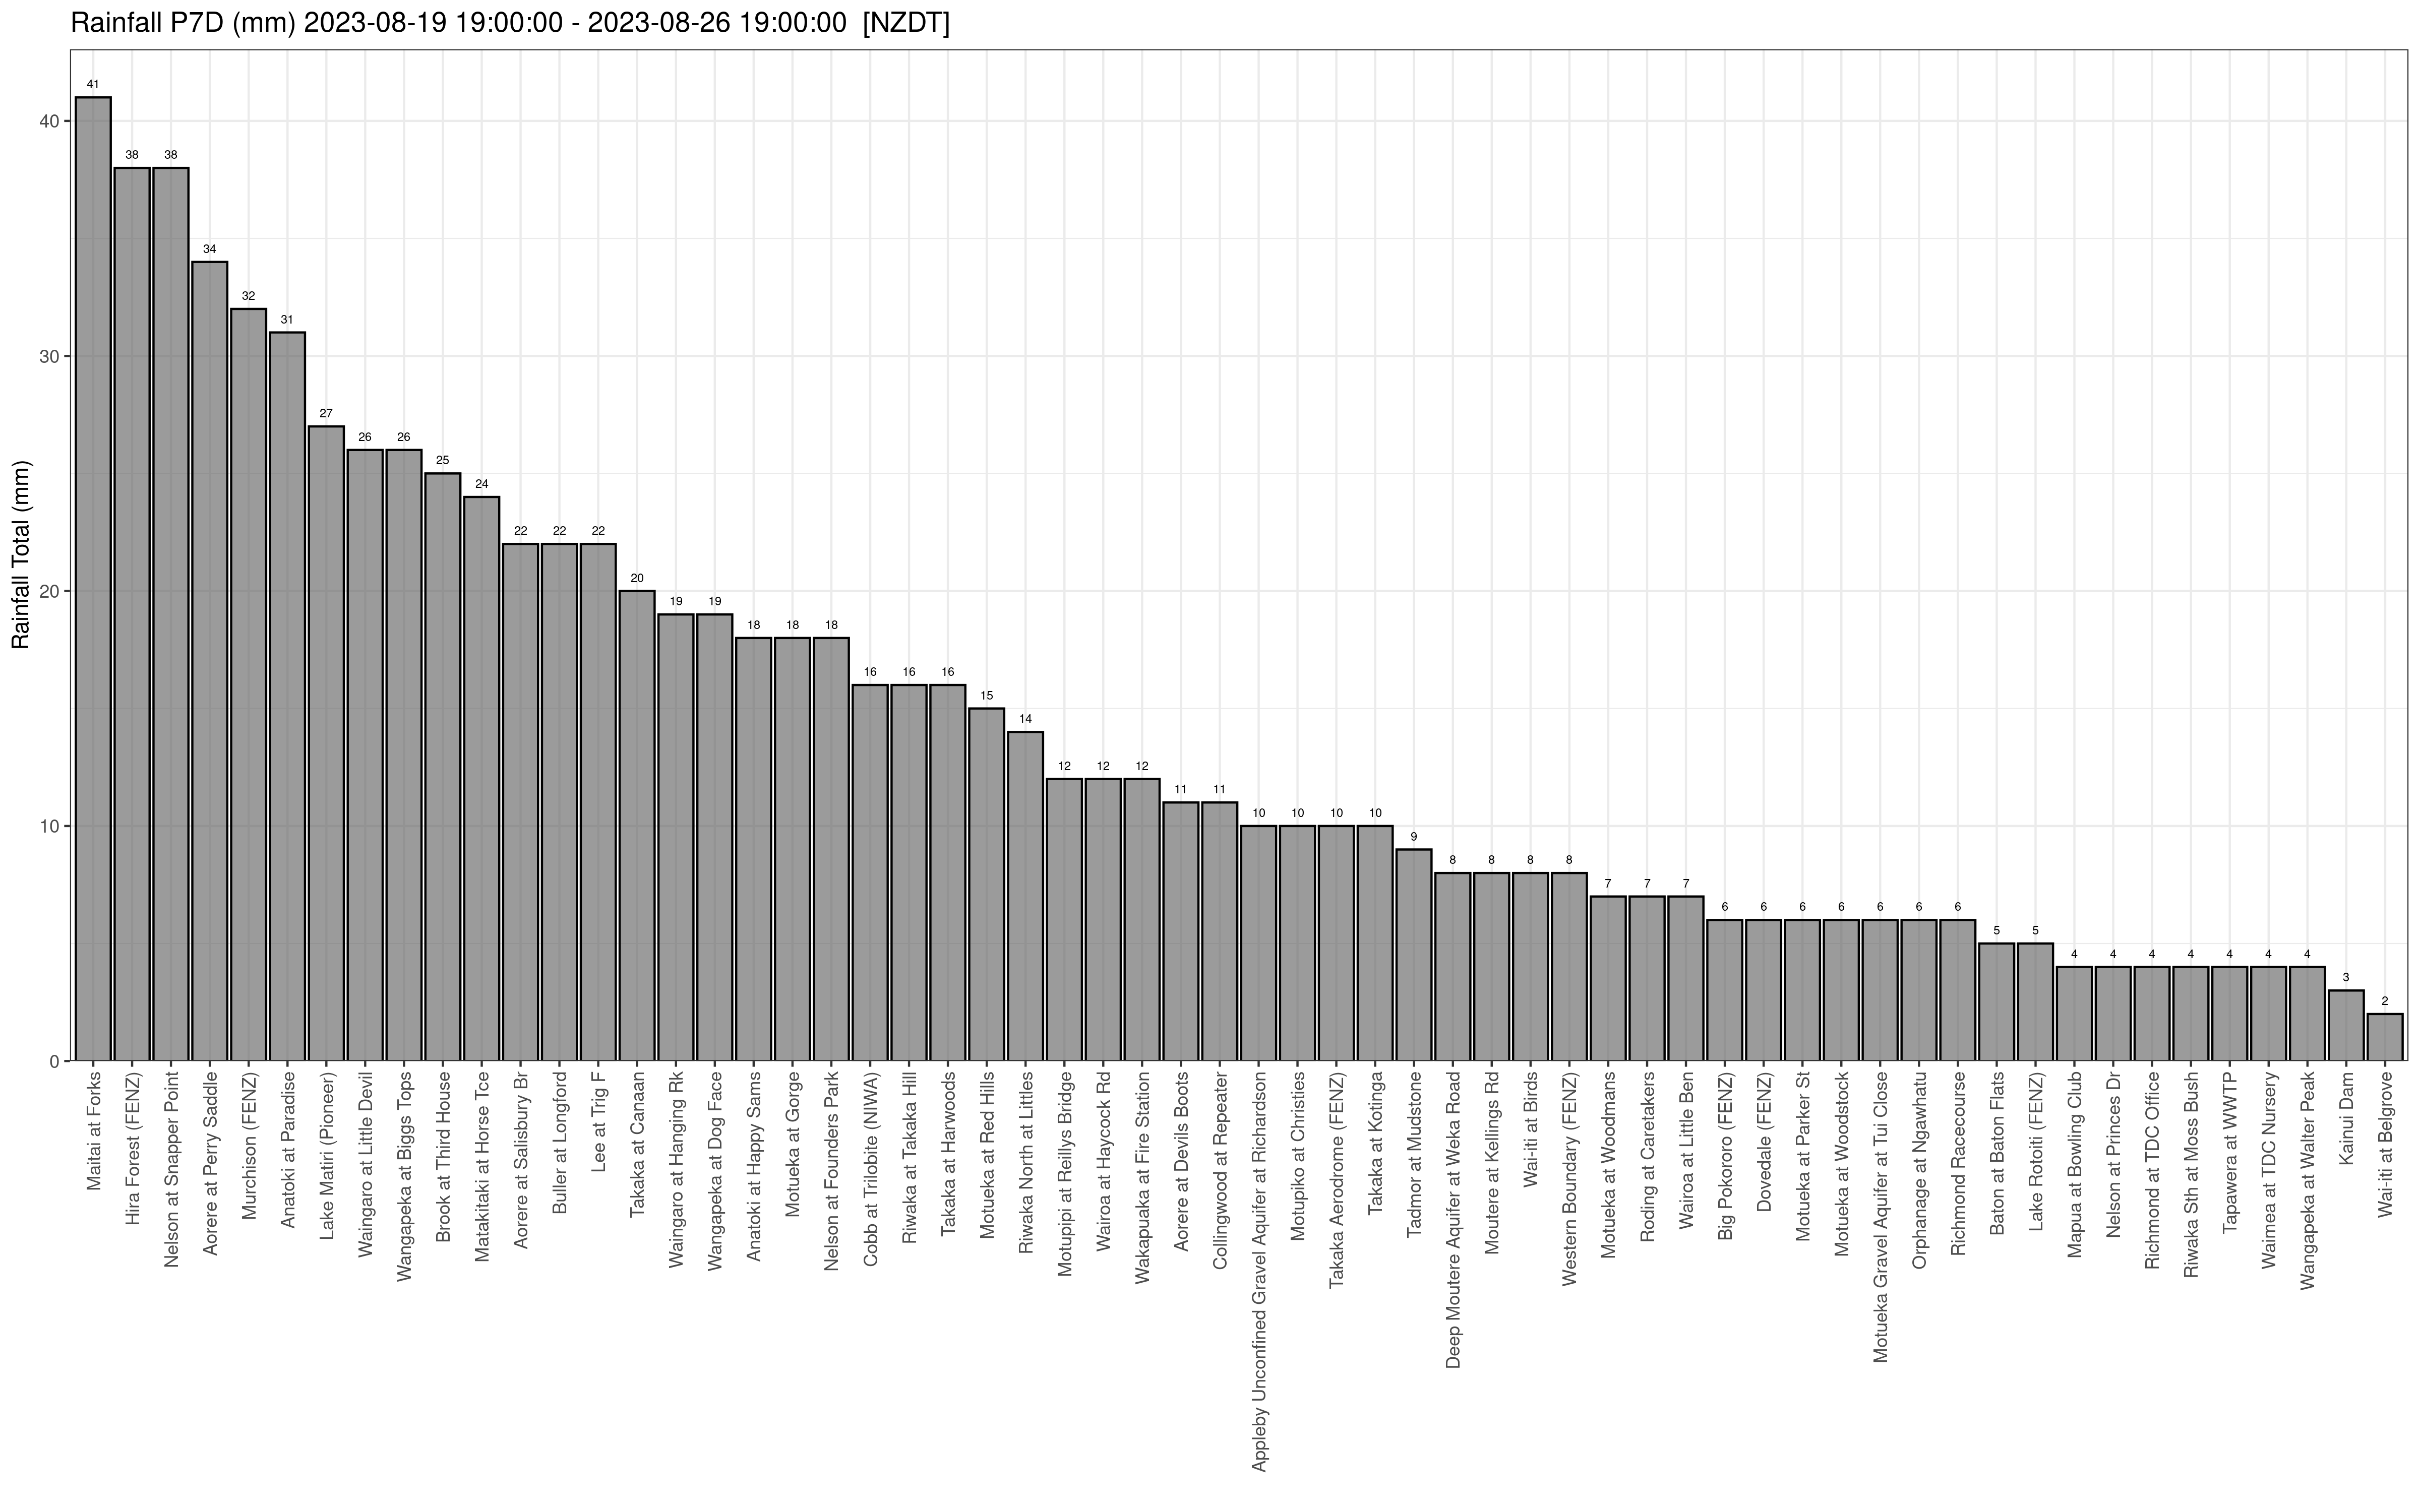 Rainfall P7D (mm) 2023-08-19 19:00:00 - 2023-08-26 19:00:00 [NZDT]
Rainfall Total (mm)
40
30
20
10
0
41
38
38
34
32
31
27
26
26
25
24
22
22
22
20
19
19
18
18
18
16
16
16
15
14
12
12
12
11
11
10
10
10
10
9
8
8
8
8
7
7
7
6
6
6
6
6
6
6
5
5
4
4
4
4
4
4
4
3
2
Maitai at Forks
Hira Forest (FENZ)
Nelson at Snapper Point
Aorere at Perry Saddle
Murchison (FENZ)
Anatoki at Paradise
Lake Matiri (Pioneer)
Waingaro at Little Devil
Wangapeka at Biggs Tops
Brook at Third House
Matakitaki at Horse Tce
Aorere at Salisbury Br
Buller at Longford
Lee at Trig F
Takaka at Canaan
Waingaro at Hanging Rk
Wangapeka at Dog Face
Anatoki at Happy Sams
Motueka at Gorge
Nelson at Founders Park
Cobb at Trilobite (NIWA)
Riwaka at Takaka Hill
Takaka at Harwoods
Motueka at Red Hills
Riwaka North at Littles
Motupipi at Reillys Bridge
Wairoa at Haycock Rd
Wakapuaka at Fire Station
Aorere at Devils Boots
Collingwood at Repeater
Appleby Unconfined Gravel Aquifer at Richardson
Motupiko at Christies
Takaka Aerodrome (FENZ)
Takaka at Kotinga
Tadmor at Mudstone
Deep Moutere Aquifer at Weka Road
Moutere at Kellings Rd
Wai-iti at Birds
Western Boundary (FENZ)
Motueka at Woodmans
Roding at Caretakers
Wairoa at Little Ben
Big Pokororo (FENZ)
Dovedale (FENZ)
Motueka at Parker St
Motueka at Woodstock
Motueka Gravel Aquifer at Tui Close
Orphanage at Ngawhatu
Richmond Racecourse
Baton at Baton Flats
Lake Rotoiti (FENZ)
Mapua at Bowling Club
Nelson at Princes Dr
Richmond at TDC Office
Riwaka Sth at Moss Bush
Tapawera at WWTP
Waimea at TDC Nursery
Wangapeka at Walter Peak
Kainui Dam
Wai-iti at Belgrove